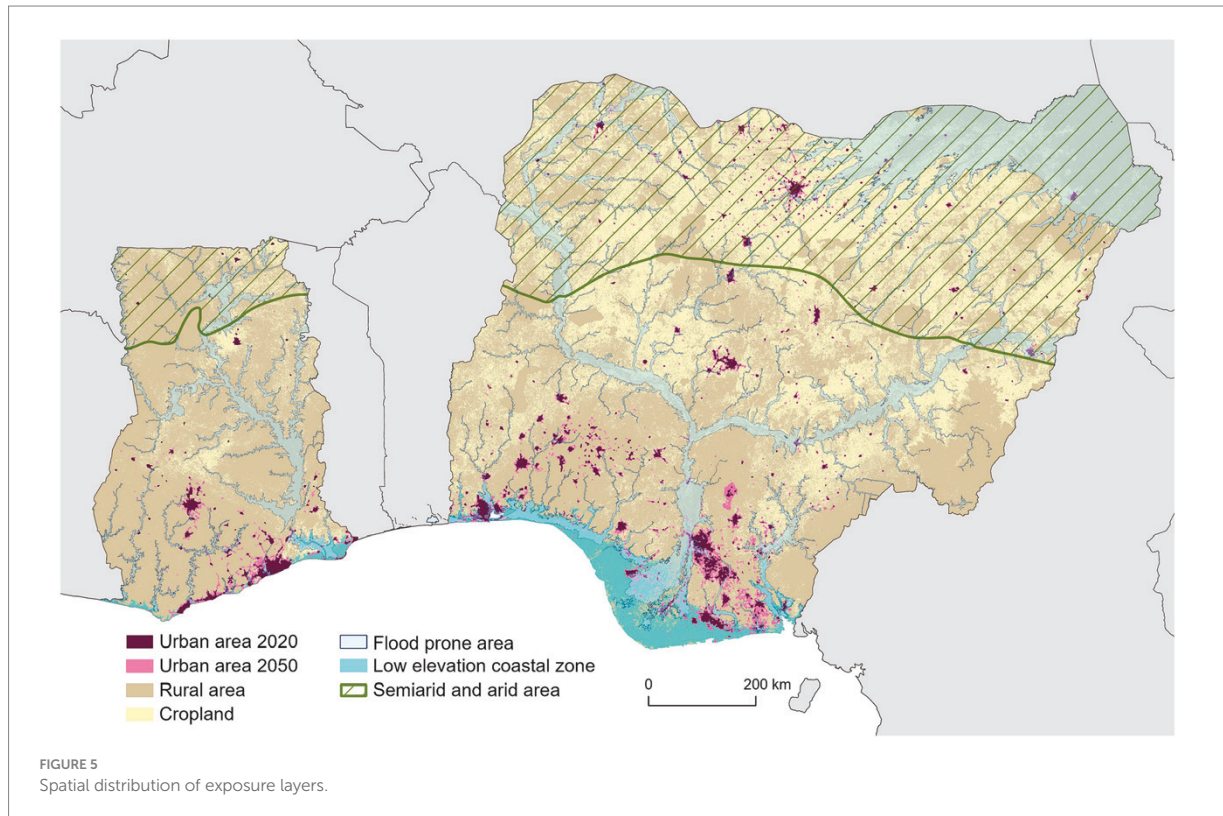 Urban area 2020
Urban area 2050
Rural area
Cropland
Flood prone area
Low elevation coastal zone
Semiarid and arid area
0 200 km
FIGURE 5
Spatial distribution of exposure layers.